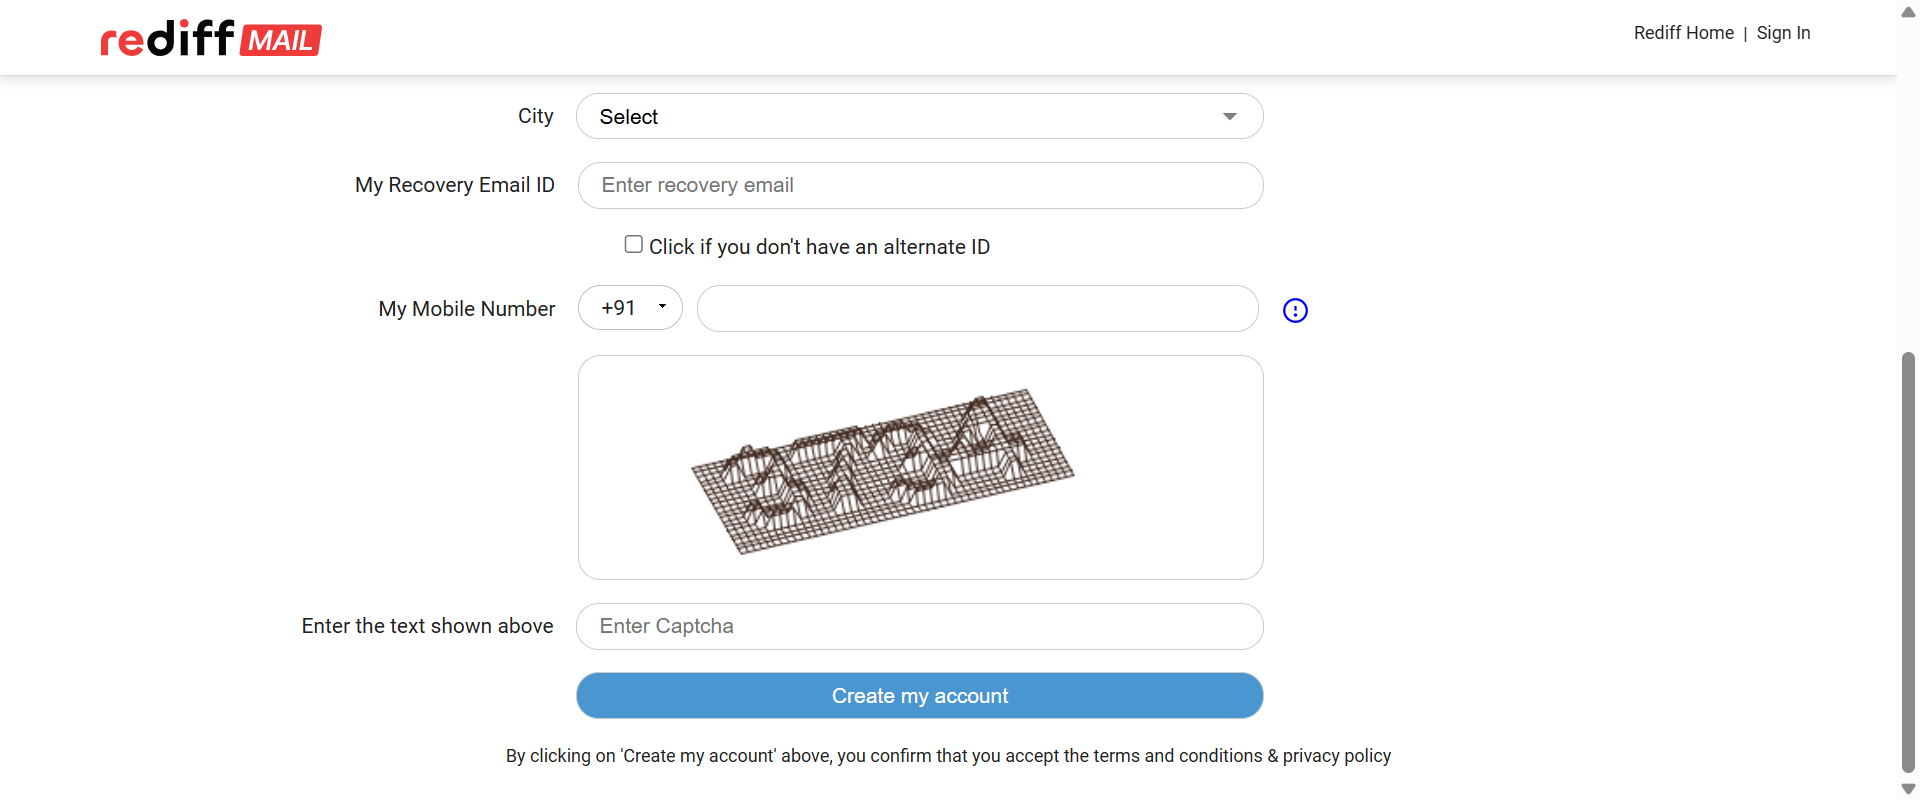 rediff MAIL
Rediff Home | Sign In
City
Select
My Recovery Email ID
Enter recovery email
Click if you don't have an alternate ID
My Mobile Number
+91
Enter the text shown above
Enter Captcha
Create my account
By clicking on 'Create my account' above, you confirm that you accept the terms and conditions & privacy policy